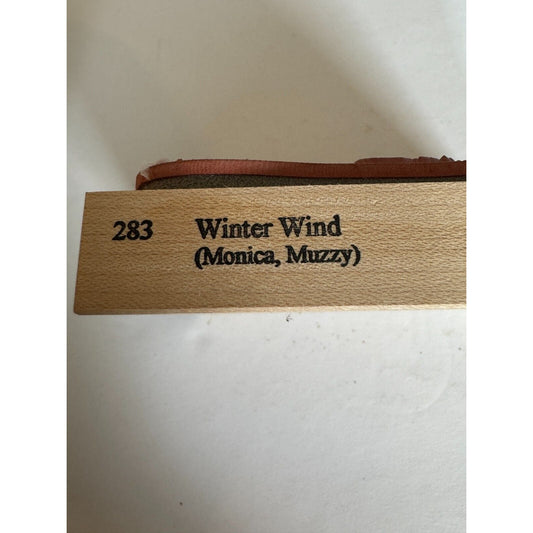 283 Winter Wind
(Monica, Muzzy)